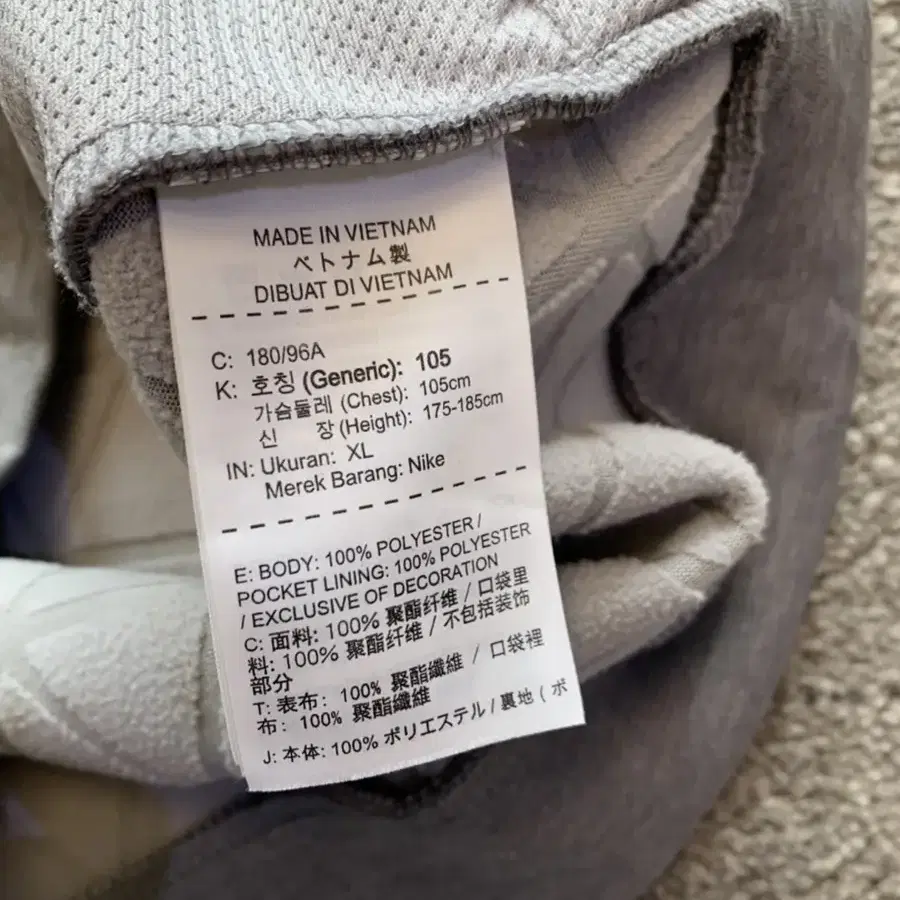 MADE IN VIETNAM
ベトナム製
DIBUAT DI VIETNAM
C: 180/96A
K: 호칭 (Generic): 105
가슴둘레 (Chest): 105cm
신 장 (Height): 175-185cm
IN: Ukuran: XL
Merek Barang: Nike
E: BODY: 100% POLYESTER /
POCKET LINING: 100% POLYESTER
/ EXCLUSIVE OF DECORATION
C: 面料: 100% 聚酯纤维 / 口袋里
料: 100% 聚酯纤维 / 不包括装饰
部分
T: 表布: 100% 聚酯纖維 / 口袋裡
布: 100% 聚酯纖維
J: 本体: 100% ポリエステル / 裏地 ( ポ